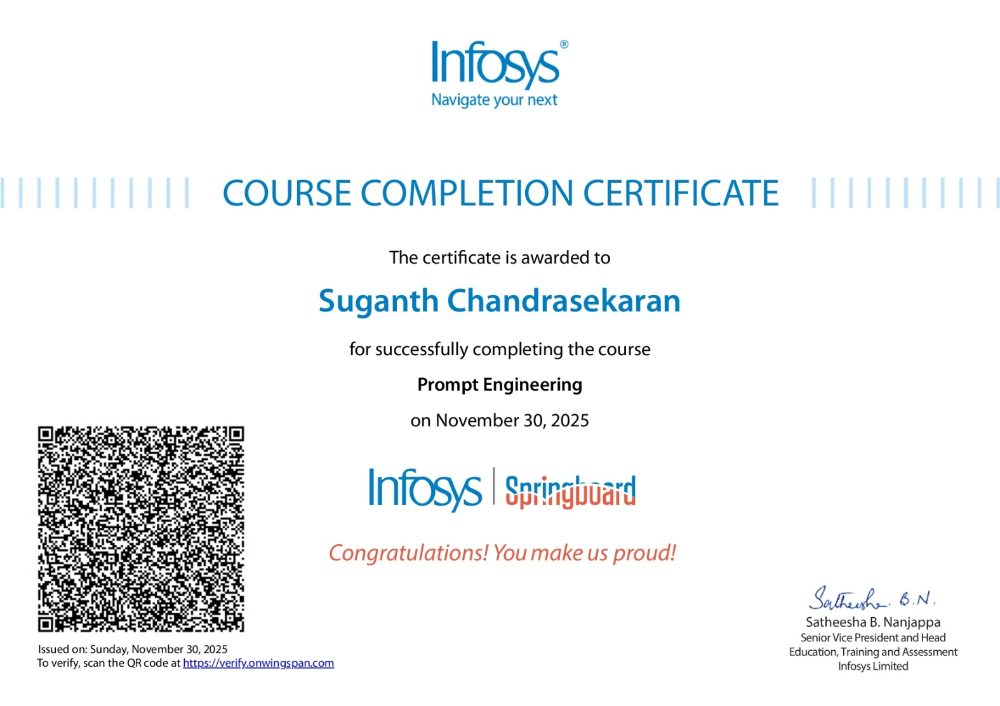 Infosys®
Navigate your next
COURSE COMPLETION CERTIFICATE
The certificate is awarded to
Suganth Chandrasekaran
for successfully completing the course
Prompt Engineering
on November 30, 2025
Infosys | Springboard
Congratulations! You make us proud!
Issued on: Sunday, November 30, 2025
To verify, scan the QR code at https://verify.onwingspan.com
Satheesha. B.N.
Satheesha B. Nanjappa
Senior Vice President and Head
Education, Training and Assessment
Infosys Limited